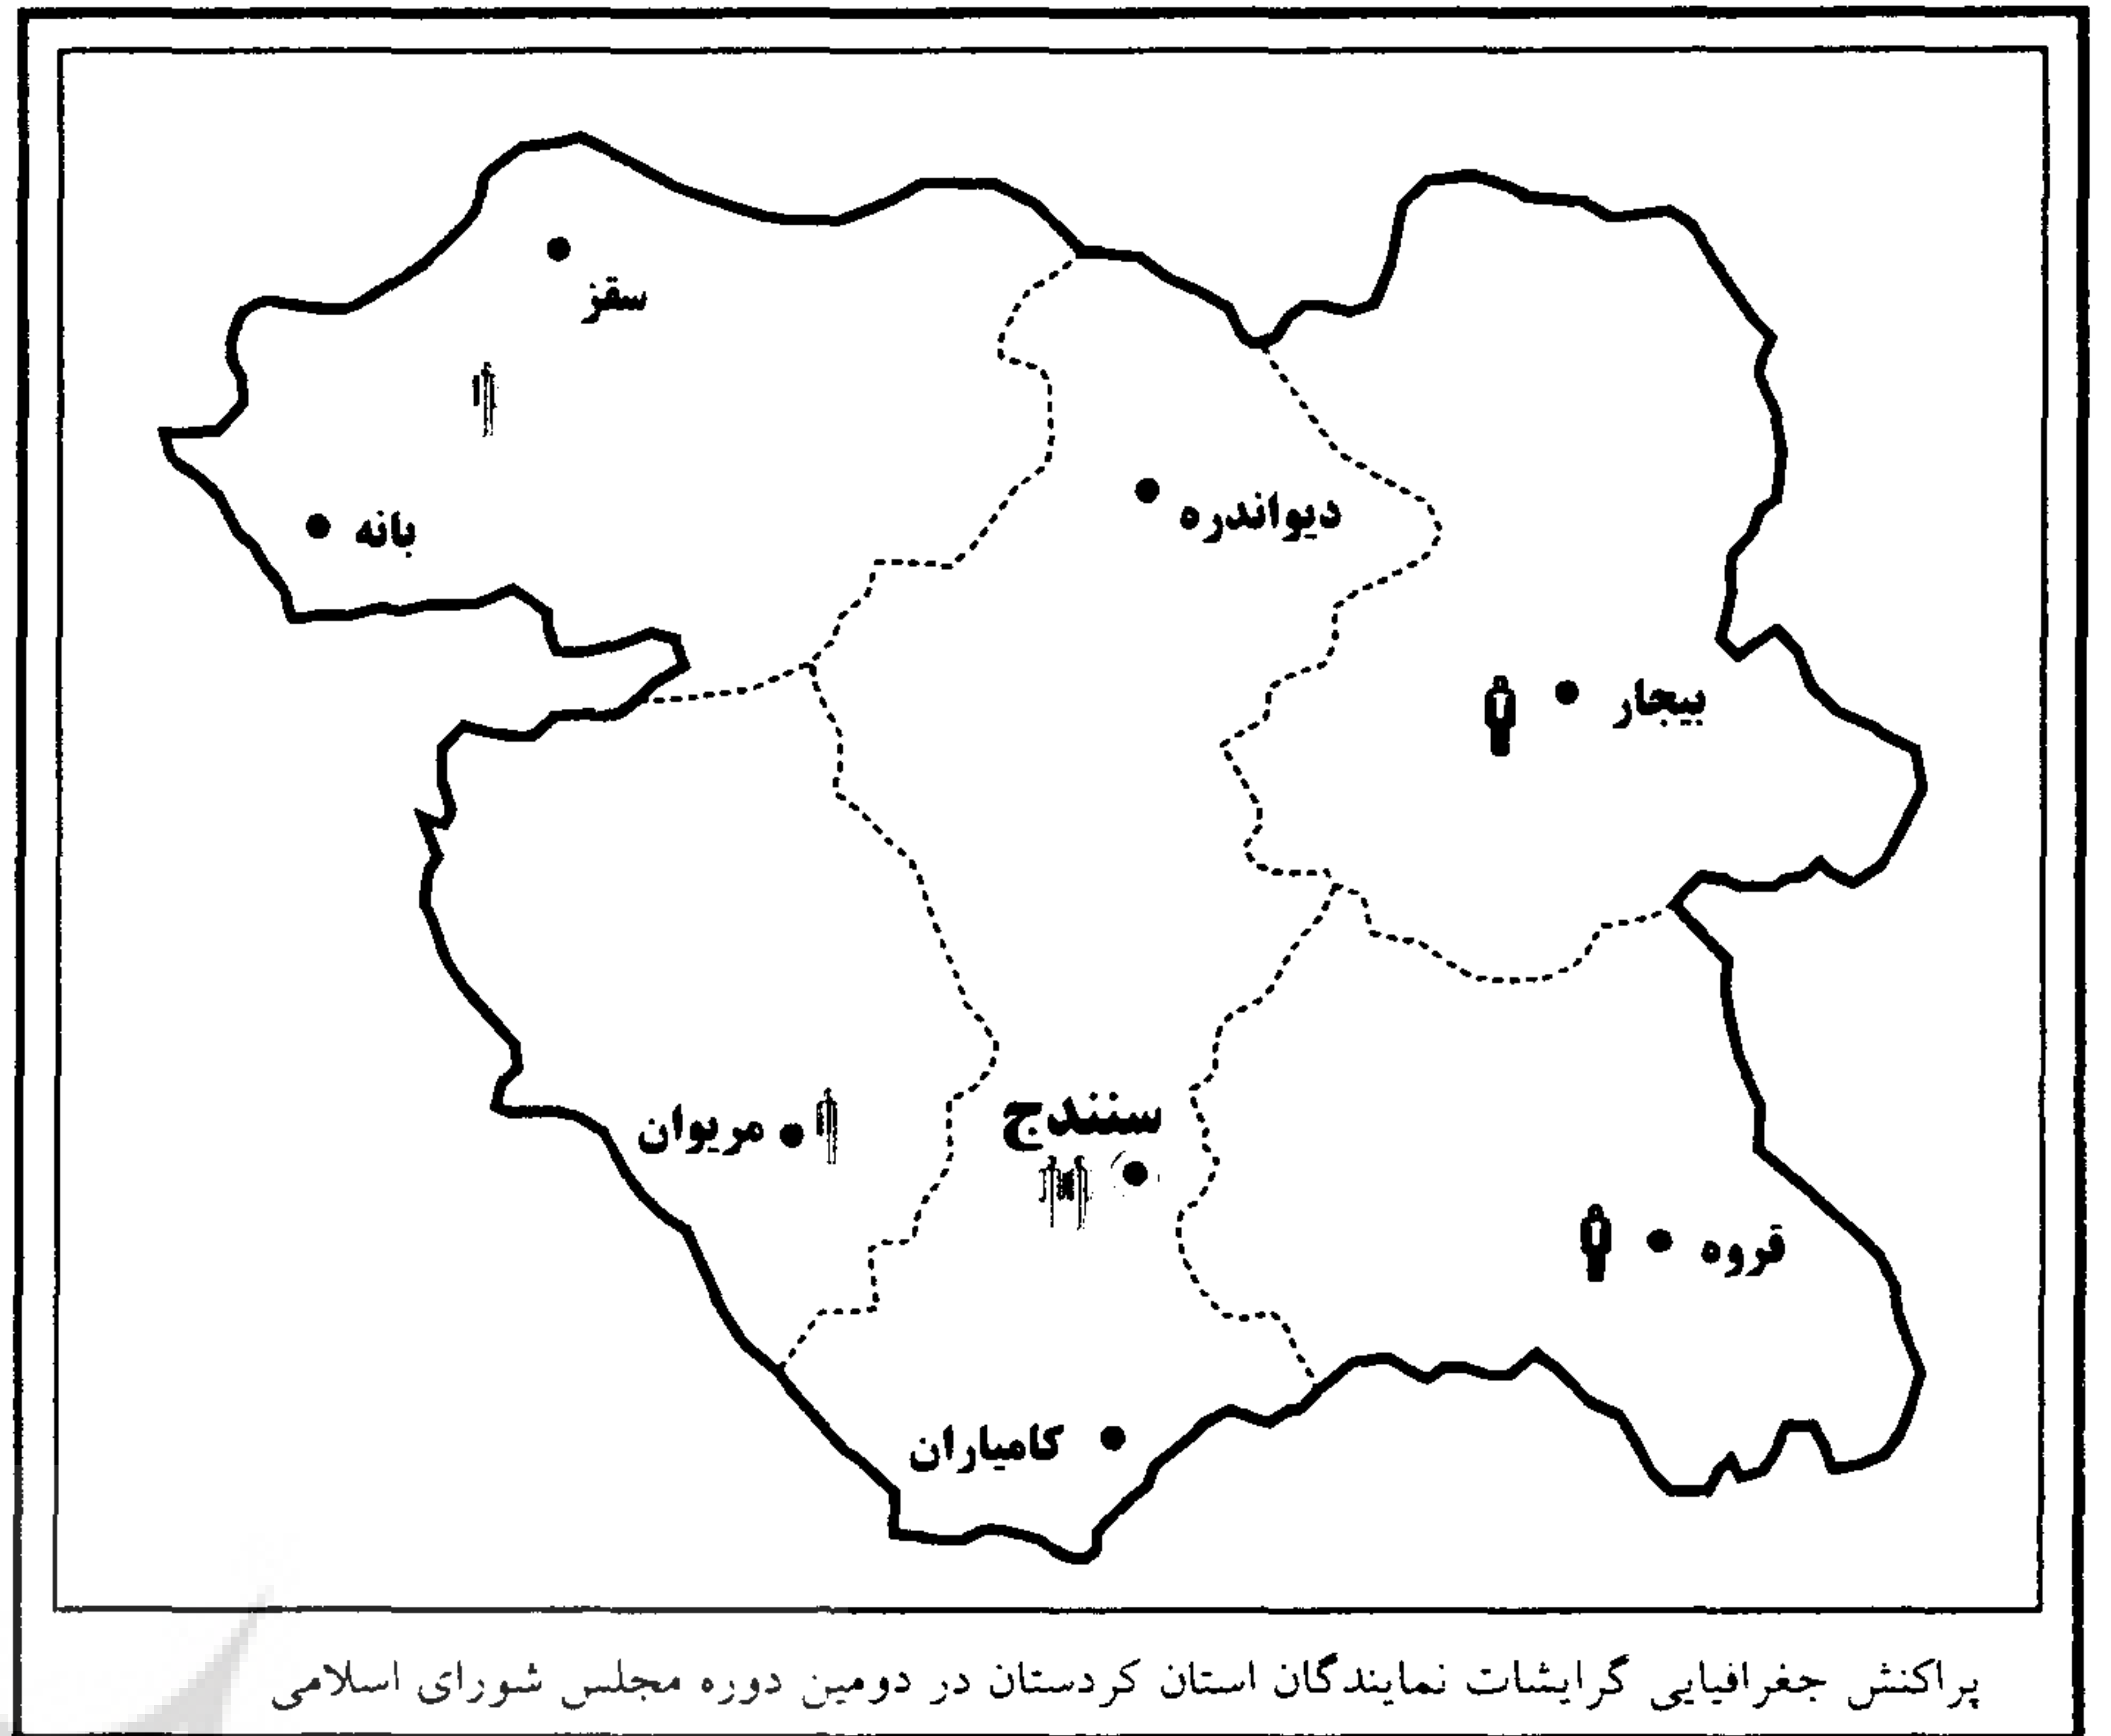 سقز
دیواندره
بانه
بیجار
سنندج
مریوان
قروه
کامیاران
پراکنش جغرافیایی گرایشات نمایندگان استان کردستان در دومین دوره مجلس شورای اسلامی